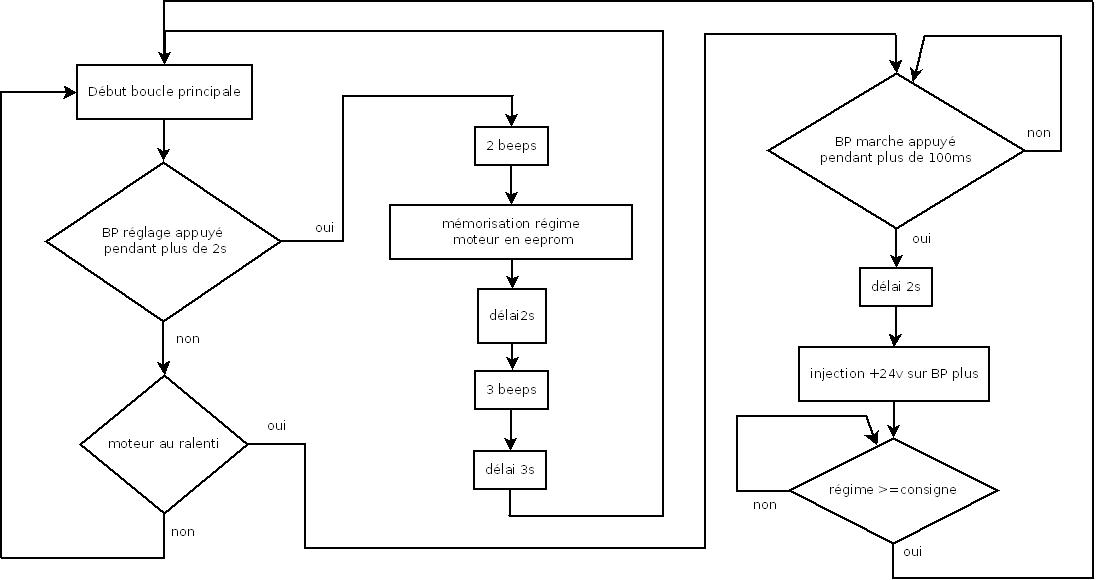 Début boucle principale
BP réglage appuyé
pendant plus de 2s
oui
non
moteur au ralenti
oui
non
2 beeps
mémorisation régime
moteur en eeprom
délai2s
3 beeps
délai 3s
BP marche appuyé
pendant plus de 100ms
non
oui
délai 2s
injection +24v sur BP plus
régime >=consigne
non
oui